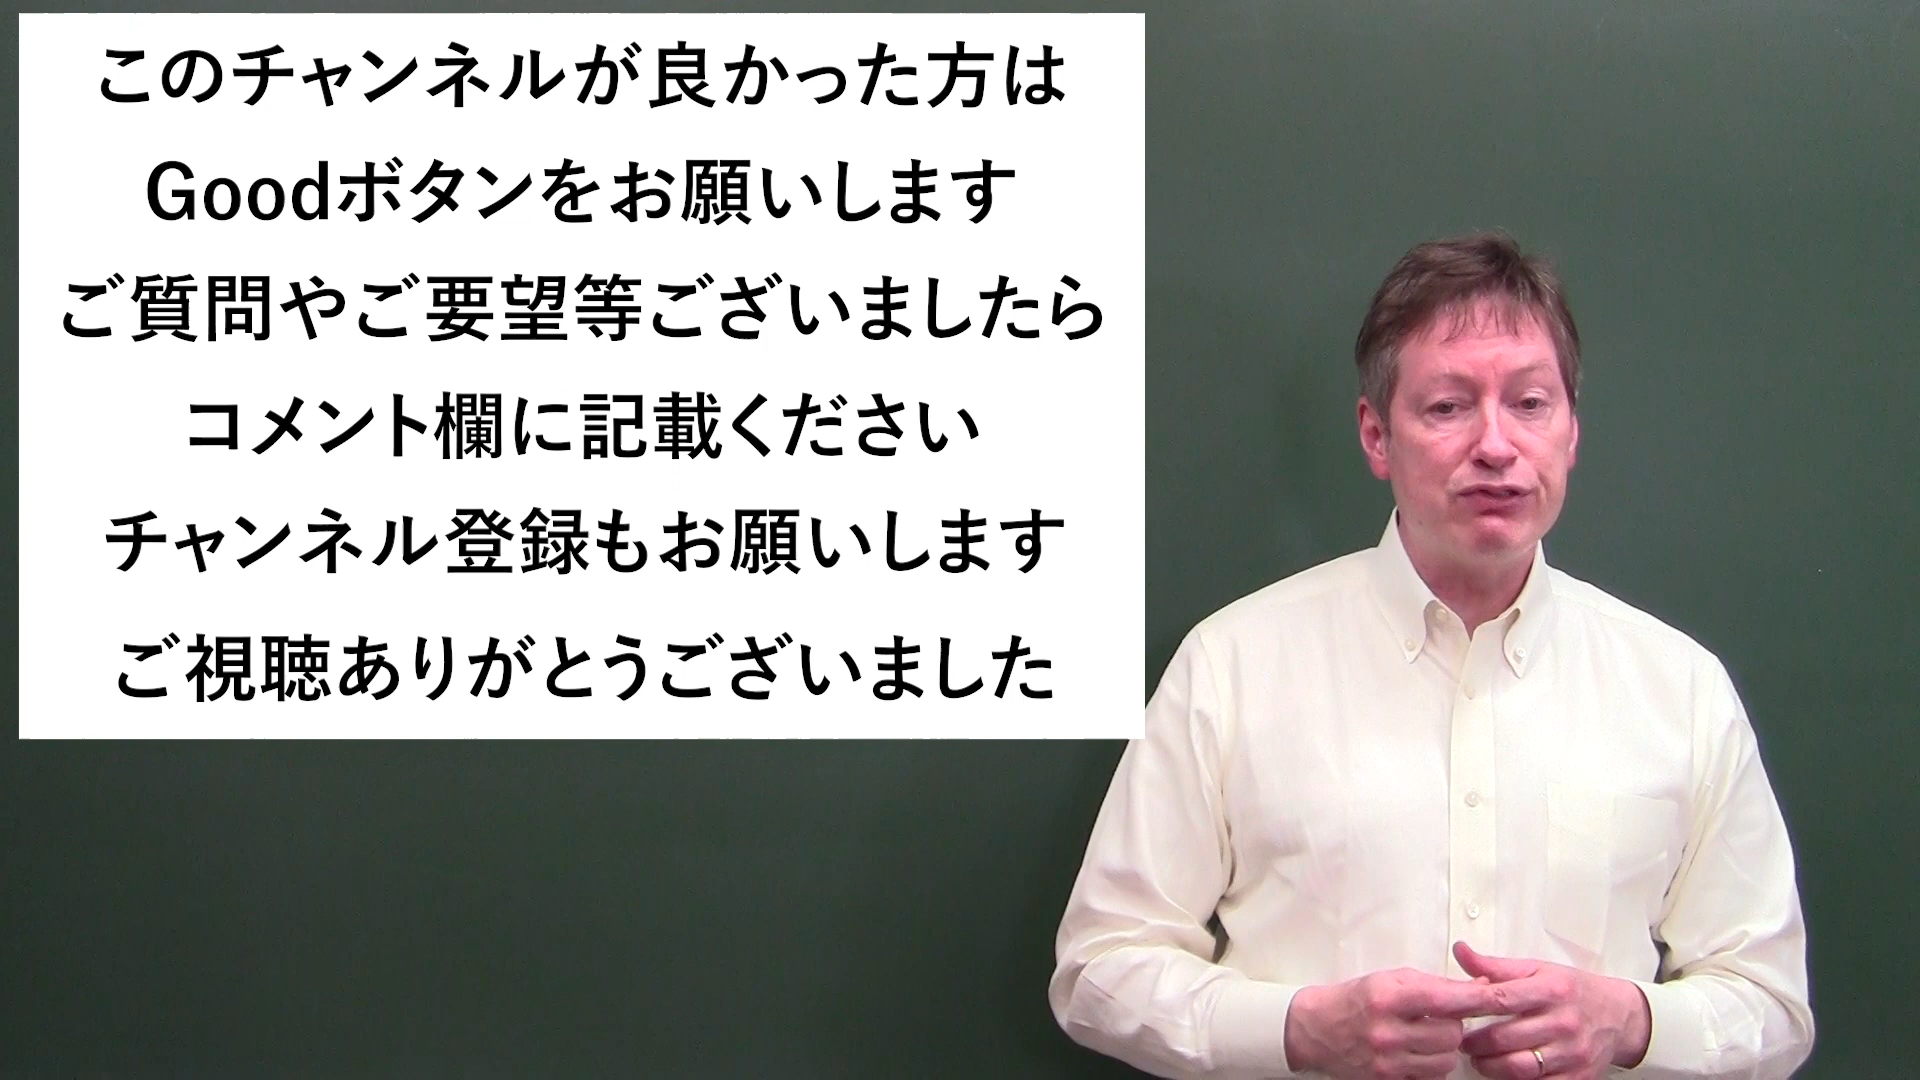 このチャンネルが良かった方は
Goodボタンをお願いします
ご質問やご要望等ございましたら
コメント欄に記載ください
チャンネル登録もお願いします
ご視聴ありがとうございました